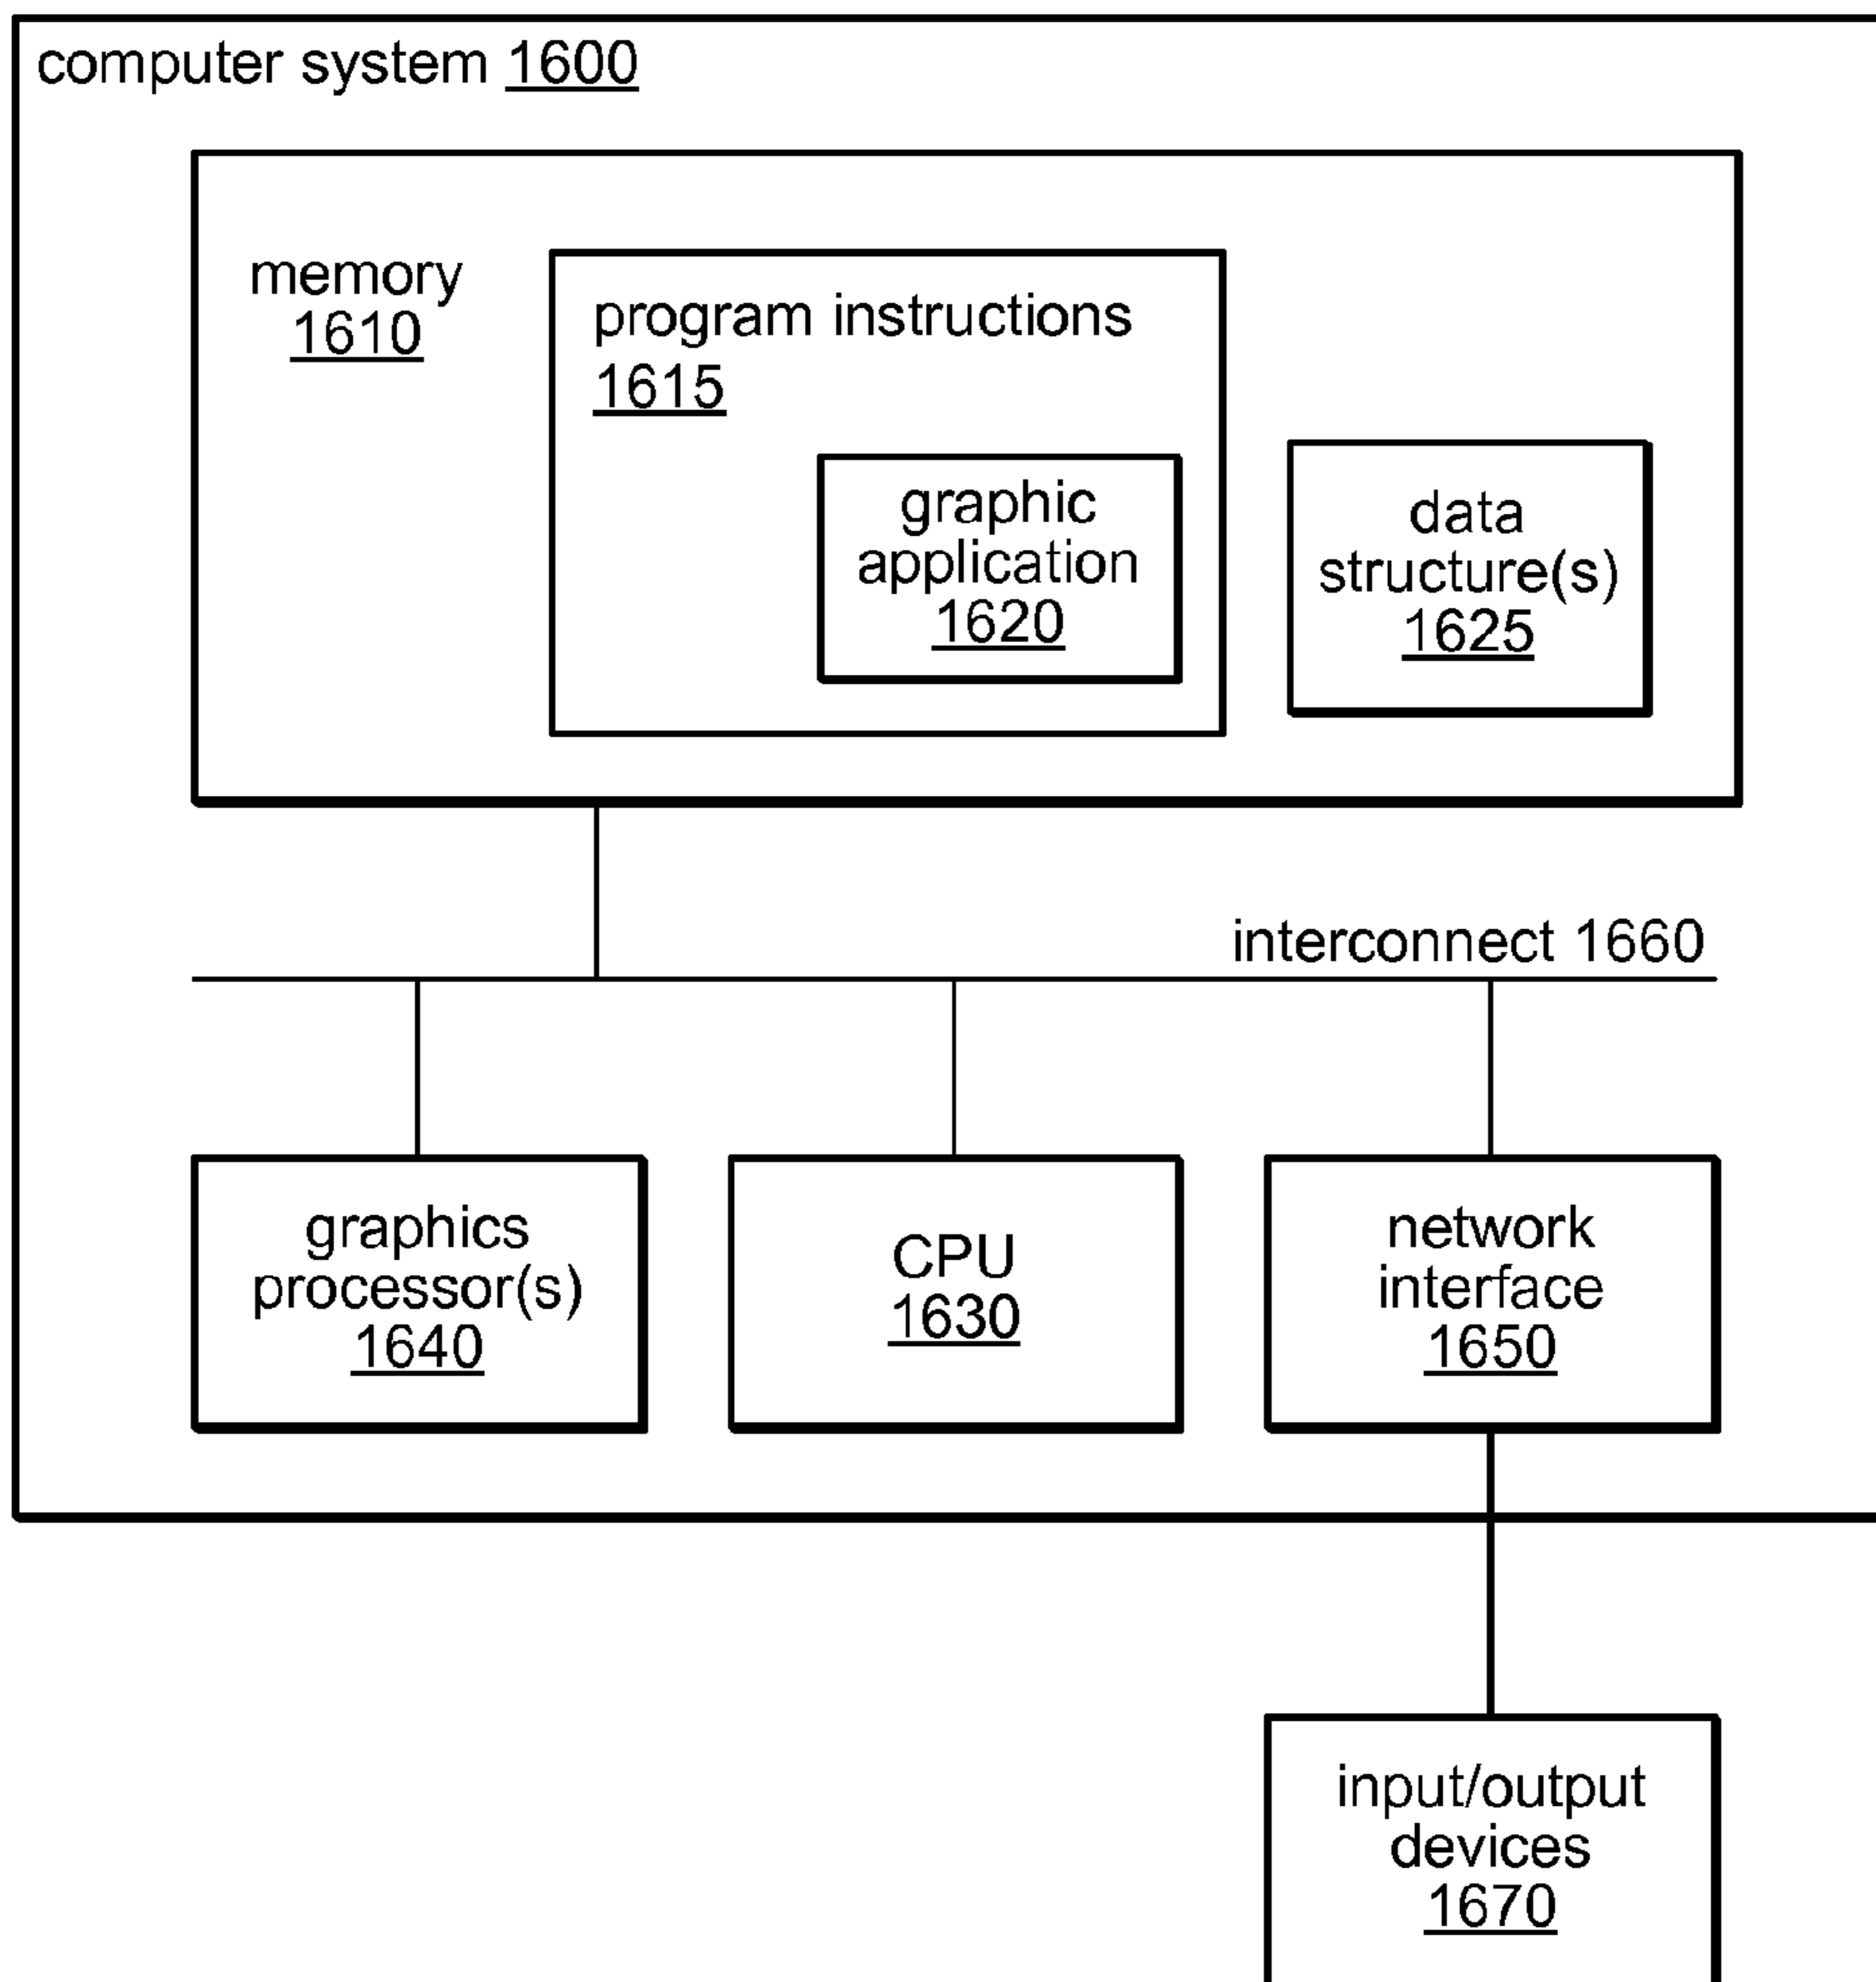 computer system 1600
memory
1610
program instructions
1615
graphic
application
1620
data
structure(s)
1625
interconnect 1660
graphics
processor(s)
1640
CPU
1630
network
interface
1650
input/output
devices
1670